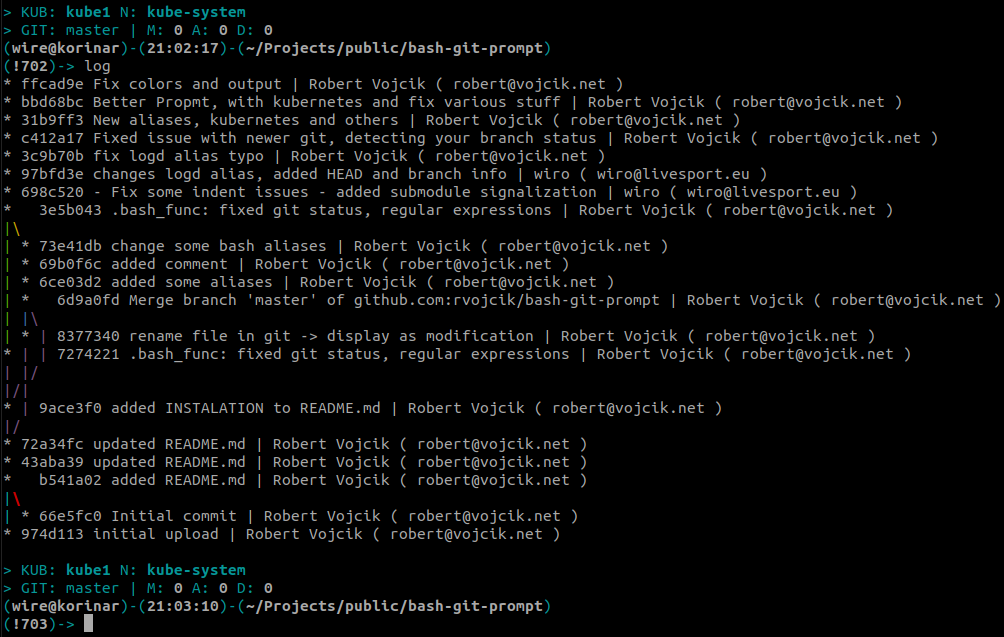 > KUB: kube1 N: kube-system
> GIT: master | M: 0 A: 0 D: 0
(wire@korinar)-(21:02:17)-(~/Projects/public/bash-git-prompt)
(!702)-> log
* ffcad9e Fix colors and output | Robert Vojcik ( robert@vojcik.net )
* bbd68bc Better Propmt, with kubernetes and fix various stuff | Robert Vojcik ( robert@vojcik.net )
* 31b9ff3 New aliases, kubernetes and others | Robert Vojcik ( robert@vojcik.net )
* c412a17 Fixed issue with newer git, detecting your branch status | Robert Vojcik ( robert@vojcik.net )
* 3c9b70b fix logd alias typo | Robert Vojcik ( robert@vojcik.net )
* 97bfd3e changes logd alias, added HEAD and branch info | wiro ( wiro@livesport.eu )
* 698c520 - Fix some indent issues - added submodule signalization | wiro ( wiro@livesport.eu )
*   3e5b043 .bash_func: fixed git status, regular expressions | Robert Vojcik ( robert@vojcik.net )
|\
| * 73e41db change some bash aliases | Robert Vojcik ( robert@vojcik.net )
| * 69b0f6c added comment | Robert Vojcik ( robert@vojcik.net )
| * 6ce03d2 added some aliases | Robert Vojcik ( robert@vojcik.net )
| *   6d9a0fd Merge branch 'master' of github.com:rvojcik/bash-git-prompt | Robert Vojcik ( robert@vojcik.net )
| |\
| * | 8377340 rename file in git -> display as modification | Robert Vojcik ( robert@vojcik.net )
* | | 7274221 .bash_func: fixed git status, regular expressions | Robert Vojcik ( robert@vojcik.net )
| |/
|/|
* | 9ace3f0 added INSTALATION to README.md | Robert Vojcik ( robert@vojcik.net )
|/
* 72a34fc updated README.md | Robert Vojcik ( robert@vojcik.net )
* 43aba39 updated README.md | Robert Vojcik ( robert@vojcik.net )
*   b541a02 added README.md | Robert Vojcik ( robert@vojcik.net )
|\
| * 66e5fc0 Initial commit | Robert Vojcik ( robert@vojcik.net )
* 974d113 initial upload | Robert Vojcik ( robert@vojcik.net )
> KUB: kube1 N: kube-system
> GIT: master | M: 0 A: 0 D: 0
(wire@korinar)-(21:03:10)-(~/Projects/public/bash-git-prompt)
(!703)->